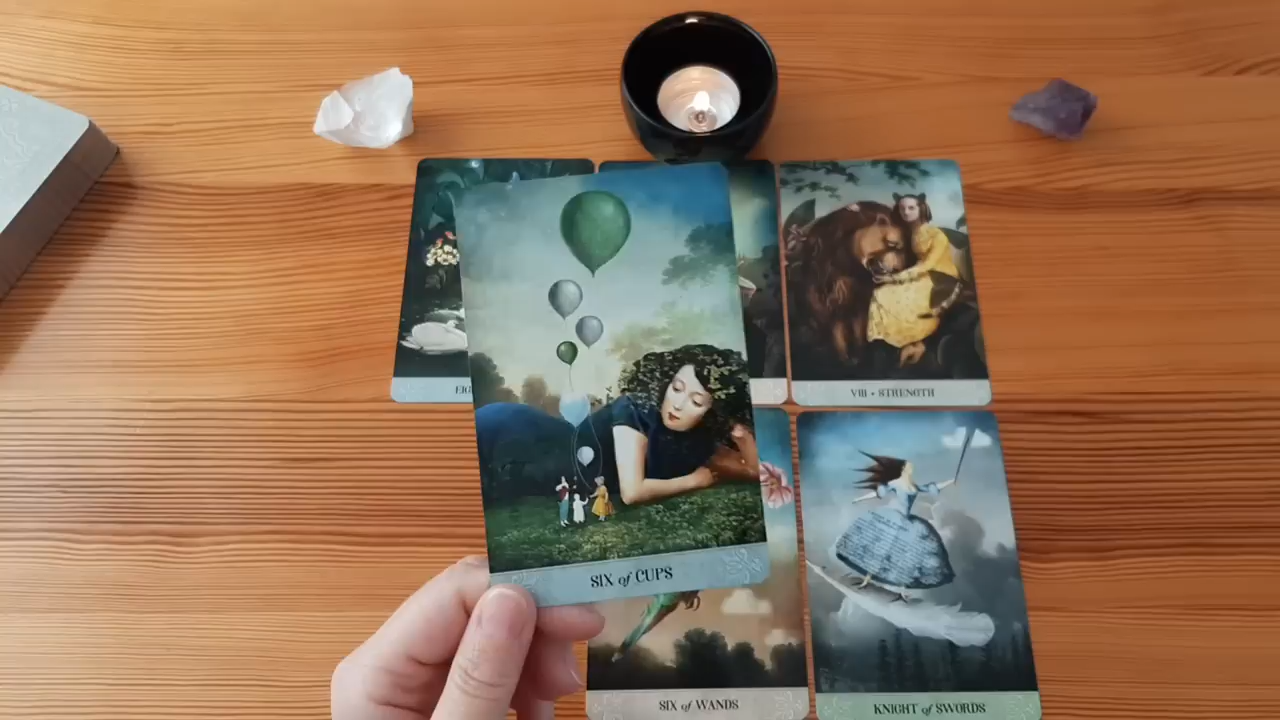 VIII • STRENGTH
SIX of CUPS
SIX of WANDS
KNIGHT of SWORDS